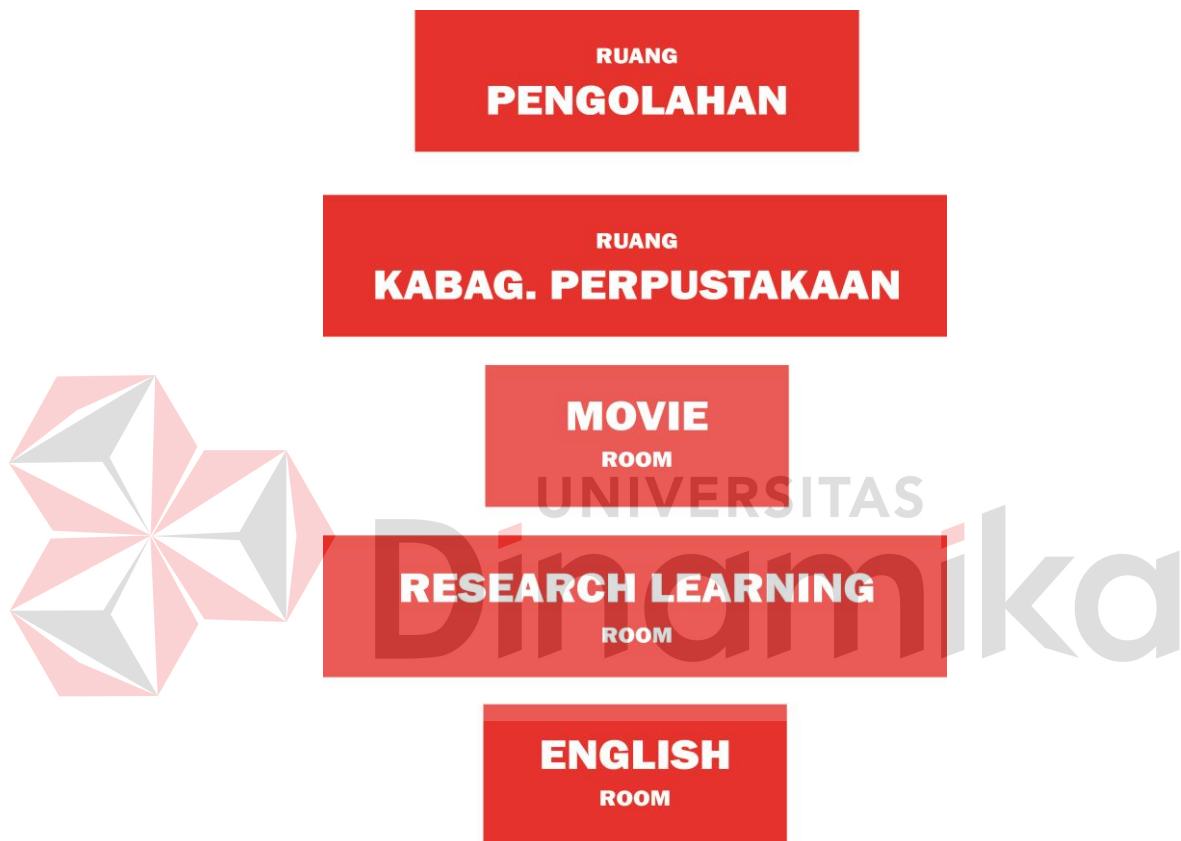 RUANG
PENGOLAHAN
RUANG
KABAG. PERPUSTAKAAN
MOVIE
ROOM
UNIVERSITAS
Dinamika
RESEARCH LEARNING
ROOM
ENGLISH
ROOM